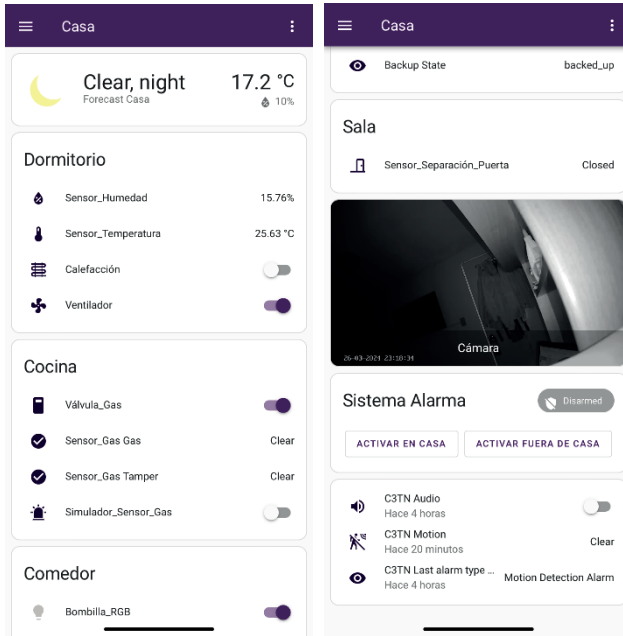 Casa
Clear, night
17.2 °C
Forecast Casa
10%
Dormitorio
Sensor_Humedad
15.76%
Sensor_Temperatura
25.63 °C
Calefacción
Ventilador
Cocina
Válvula_Gas
Sensor_Gas Gas
Clear
Sensor_Gas Tamper
Clear
Simulador_Sensor_Gas
Comedor
Bombilla_RGB
Casa
Backup State
backed_up
Sala
Sensor_Separación_Puerta
Closed
Cámara
26-03-2024 23:18:34
Sistema Alarma
Disarmed
ACTIVAR EN CASA
ACTIVAR FUERA DE CASA
C3TN Audio
Hace 4 horas
C3TN Motion
Hace 20 minutos
Clear
C3TN Last alarm type ...
Hace 4 horas
Motion Detection Alarm